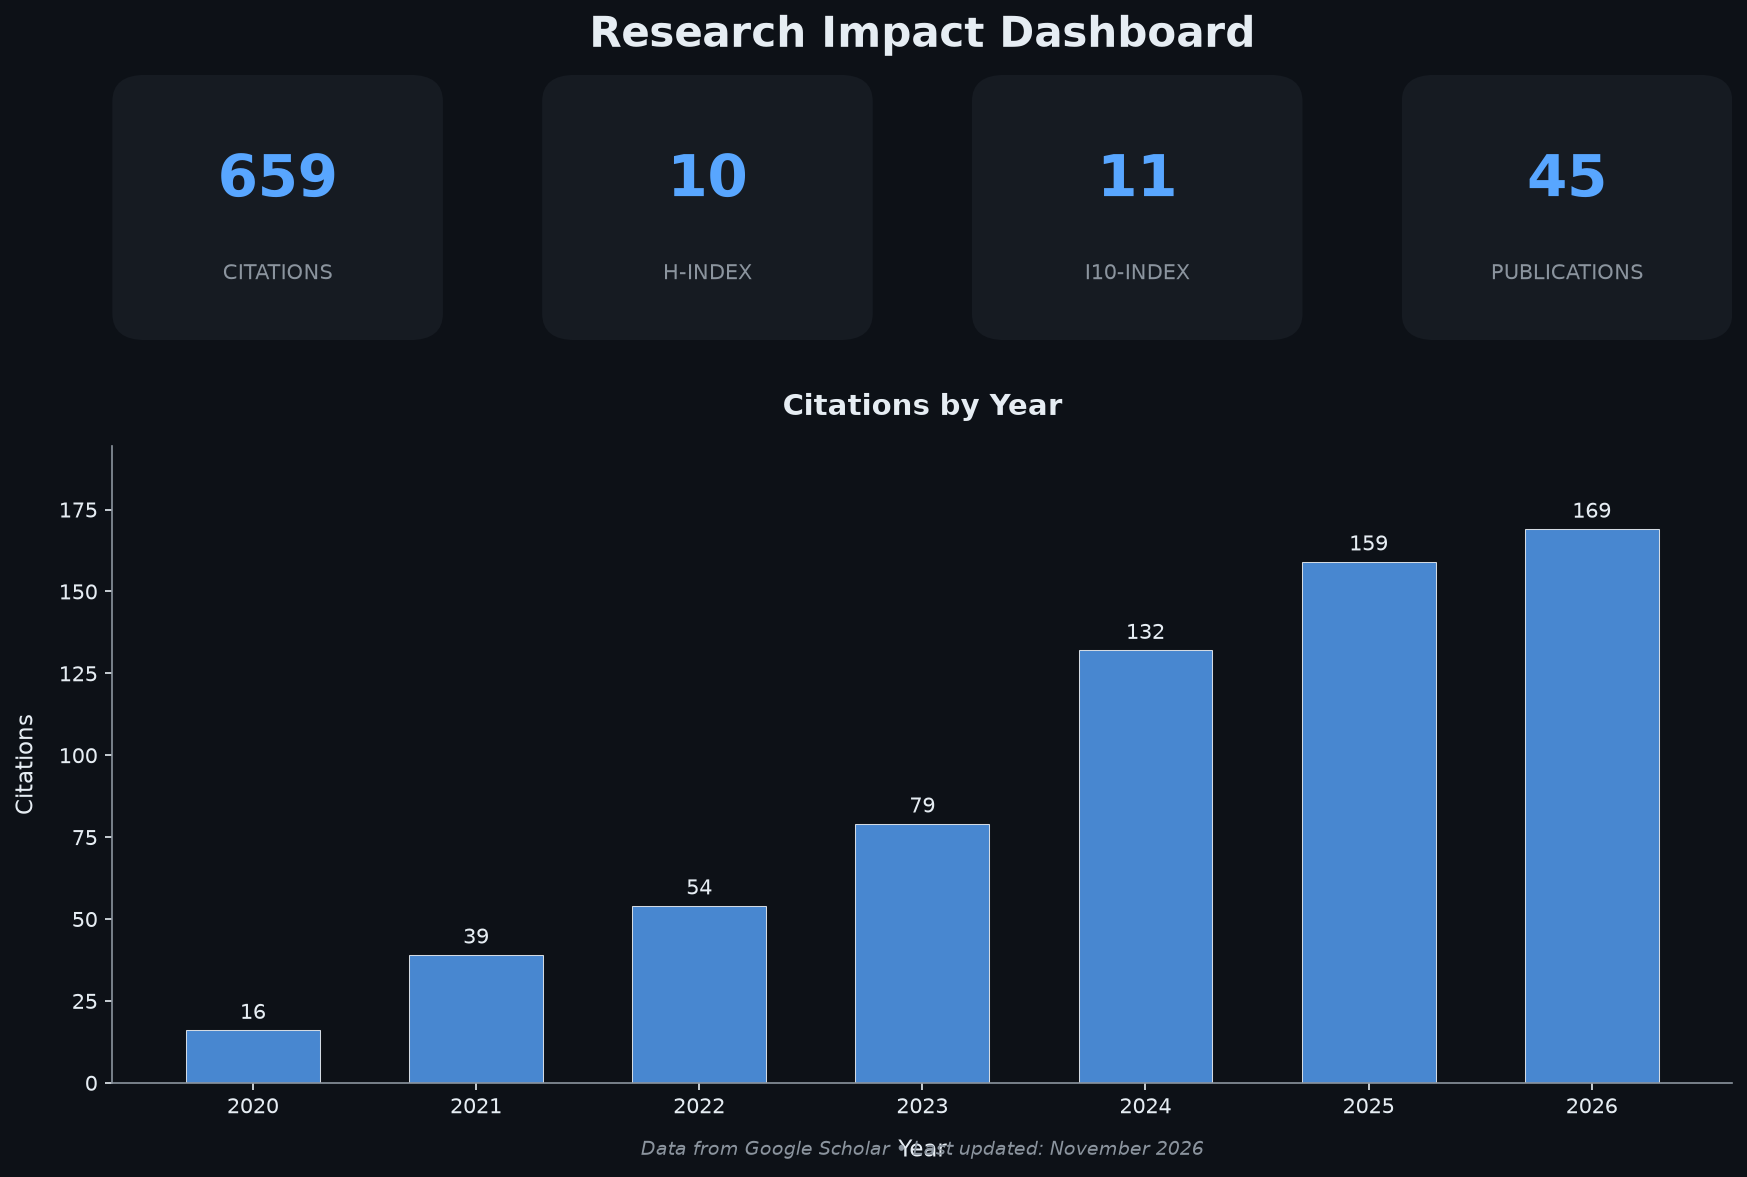 Research Impact Dashboard
659
CITATIONS
10
H-INDEX
11
I10-INDEX
45
PUBLICATIONS
Citations by Year
Citations
175
150
125
100
75
50
25
0
16
39
54
79
132
159
169
2020 2021 2022 2023 2024 2025 2026
Year
Data from Google Scholar • Last updated: November 2026